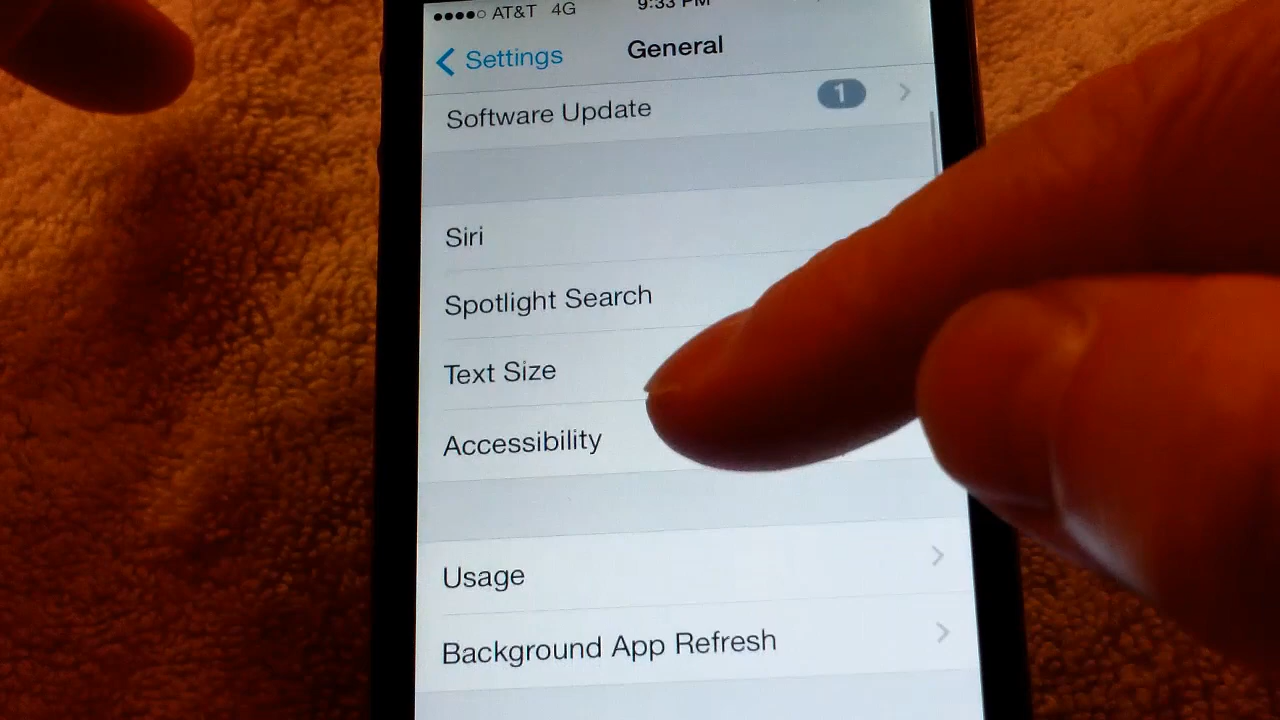 AT&T 4G 9:33 PM
Settings General
Software Update 1
Siri
Spotlight Search
Text Size
Accessibility
Usage
Background App Refresh